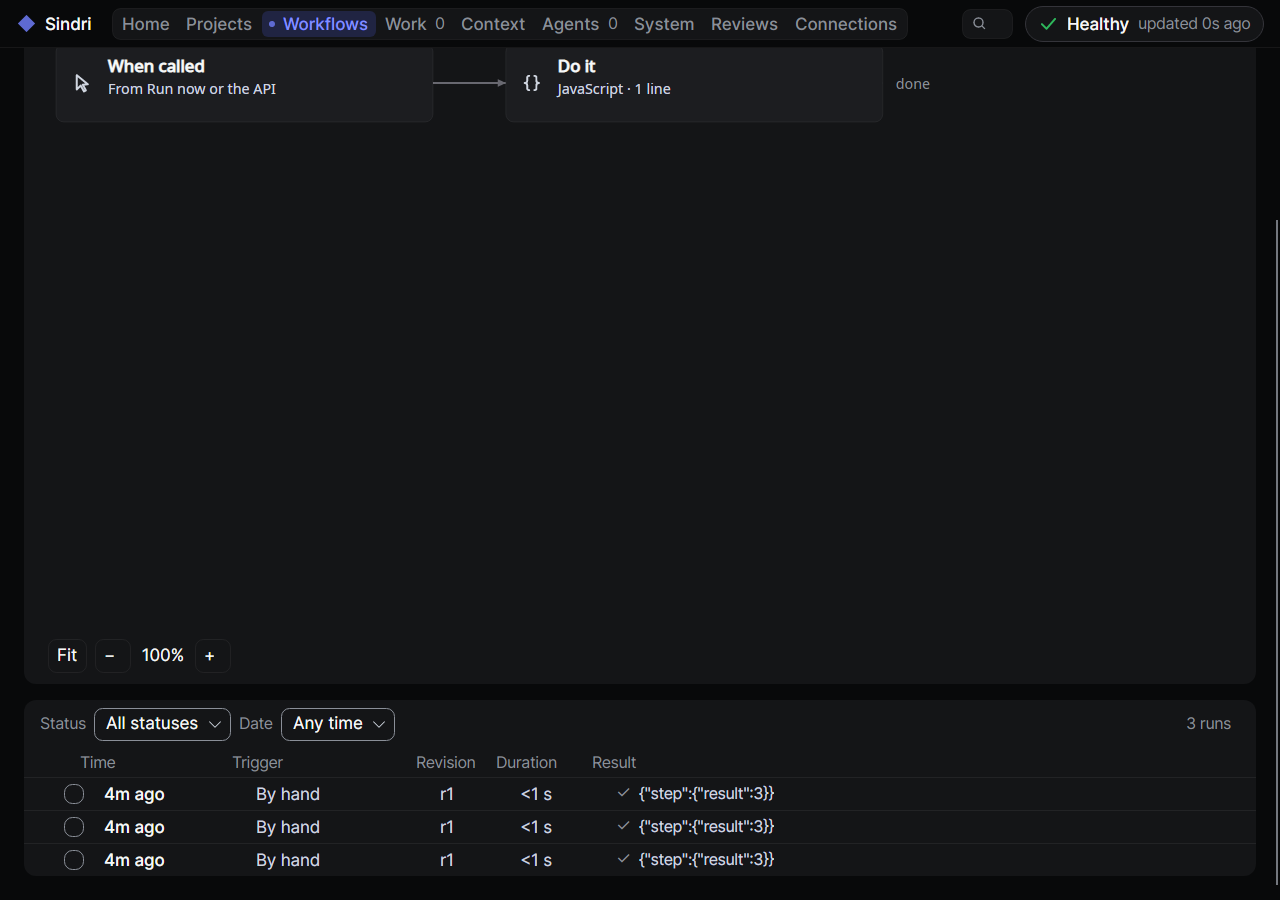 Sindri Home Projects Workflows Work 0 Context Agents 0 System Reviews Connections Healthy updated 0s ago
When called
From Run now or the API
{} Do it
JavaScript · 1 line
done
Fit − 100% +
Status All statuses Date Any time 3 runs
Time Trigger Revision Duration Result
4m ago By hand r1 <1 s {"step":{"result":3}}
4m ago By hand r1 <1 s {"step":{"result":3}}
4m ago By hand r1 <1 s {"step":{"result":3}}